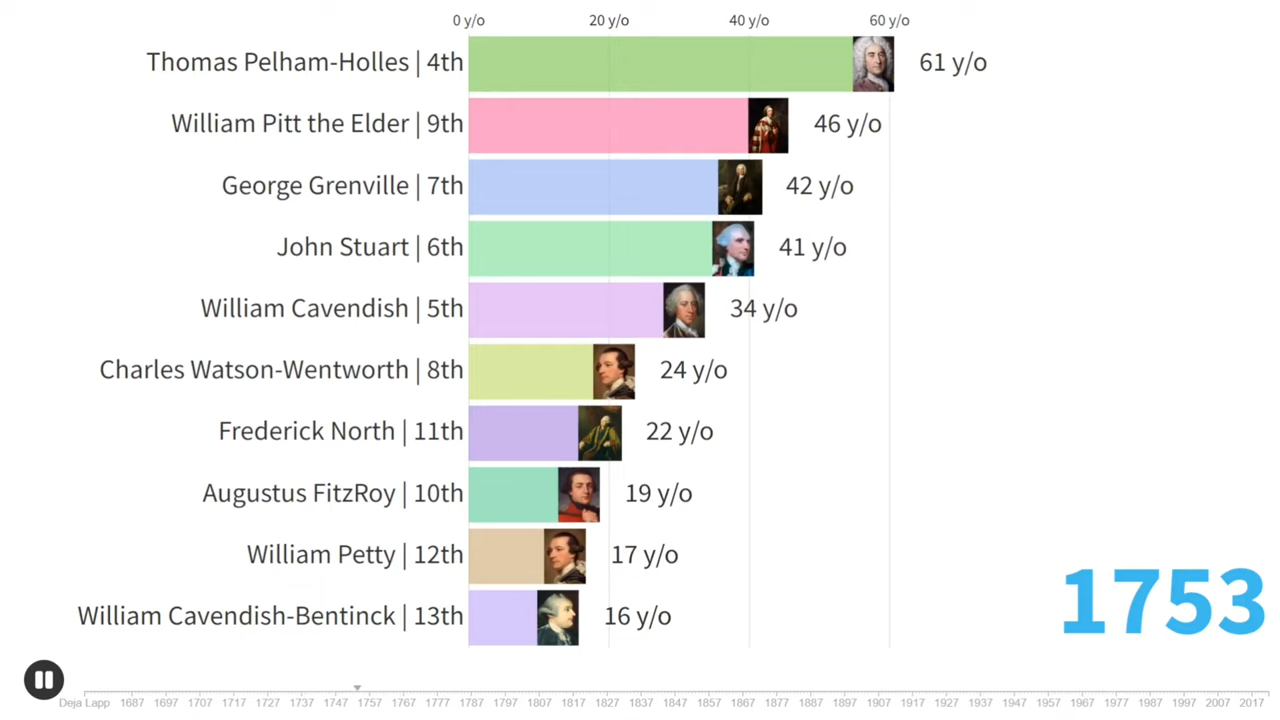 0 y/o 20 y/o 40 y/o 60 y/o
Thomas Pelham-Holles | 4th 61 y/o
William Pitt the Elder | 9th 46 y/o
George Grenville | 7th 42 y/o
John Stuart | 6th 41 y/o
William Cavendish | 5th 34 y/o
Charles Watson-Wentworth | 8th 24 y/o
Frederick North | 11th 22 y/o
Augustus FitzRoy | 10th 19 y/o
William Petty | 12th 17 y/o
William Cavendish-Bentinck | 13th 16 y/o
1753
Deja Lapp 1687 1697 1707 1717 1727 1737 1747 1757 1767 1777 1787 1797 1807 1817 1827 1837 1847 1857 1867 1877 1887 1897 1907 1917 1927 1937 1947 1957 1967 1977 1987 1997 2007 2017